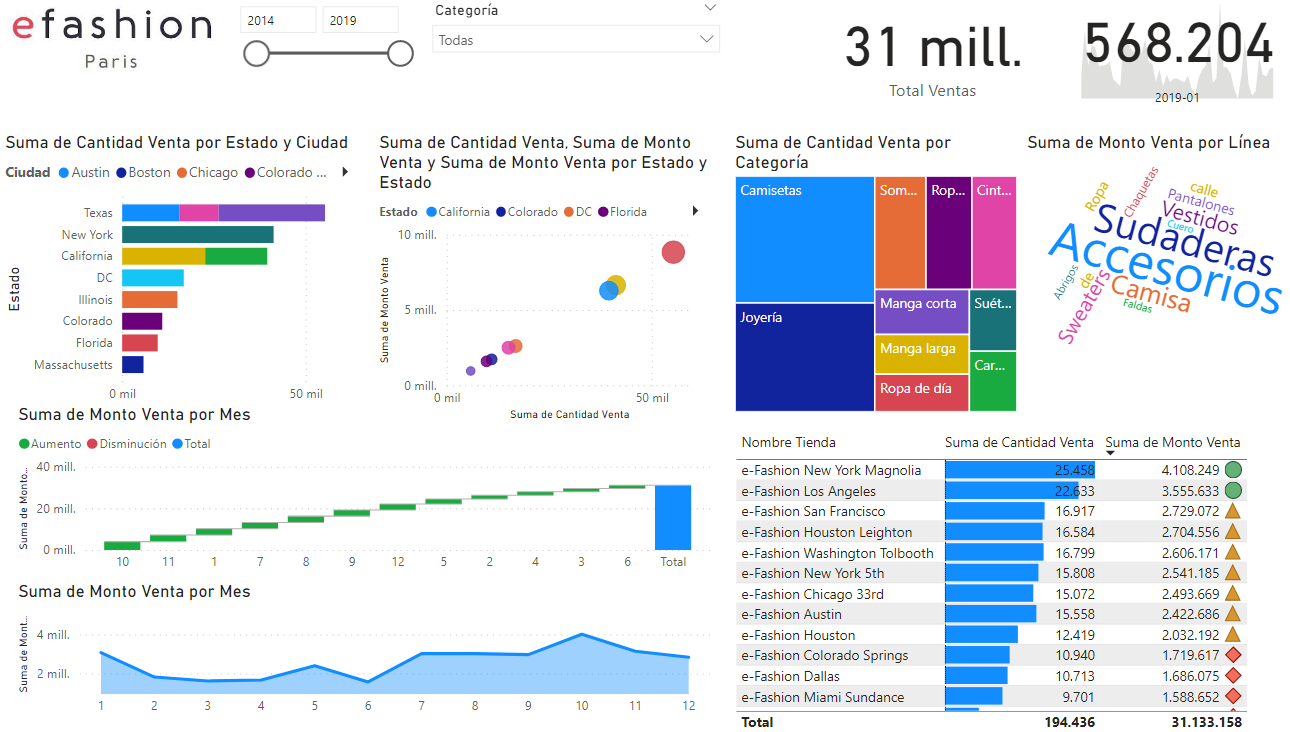 efashion
Paris
2014
2019
Categoría
Todas
31 mill.
Total Ventas
568.204
2019-01
Suma de Cantidad Venta por Estado y Ciudad
Ciudad
Austin
Boston
Chicago
Colorado ...
Estado
Texas
New York
California
DC
Illinois
Colorado
Florida
Massachusetts
0 mil
50 mil
Suma de Cantidad Venta, Suma de Monto
Venta y Suma de Monto Venta por Estado y
Estado
Estado
California
Colorado
DC
Florida
Suma de Monto Venta
10 mill.
5 mill.
0 mill.
0 mil
50 mil
Suma de Cantidad Venta
Suma de Cantidad Venta por
Categoría
Camisetas
Joyería
Som...
Rop...
Cint...
Manga corta
Manga larga
Ropa de día
Suét...
Car...
Suma de Monto Venta por Línea
Ropa
Chaquetas
calle
Pantalones
Vestidos
Cuero
Sudaderas
Accesorios
Abrigos
de
Sweaters
Camisa
Faldas
Suma de Monto Venta por Mes
Aumento
Disminución
Total
Suma de Monto...
40 mill.
20 mill.
0 mill.
10 11 1 7 8 9 12 5 2 4 3 6 Total
Suma de Monto Venta por Mes
Suma de Mont...
4 mill.
2 mill.
1 2 3 4 5 6 7 8 9 10 11 12
Nombre Tienda Suma de Cantidad Venta Suma de Monto Venta
e-Fashion New York Magnolia 25.458 4.108.249
e-Fashion Los Angeles 22.633 3.555.633
e-Fashion San Francisco 16.917 2.729.072
e-Fashion Houston Leighton 16.584 2.704.556
e-Fashion Washington Tolbooth 16.799 2.606.171
e-Fashion New York 5th 15.808 2.541.185
e-Fashion Chicago 33rd 15.072 2.493.669
e-Fashion Austin 15.558 2.422.686
e-Fashion Houston 12.419 2.032.192
e-Fashion Colorado Springs 10.940 1.719.617
e-Fashion Dallas 10.713 1.686.075
e-Fashion Miami Sundance 9.701 1.588.652
Total 194.436 31.133.158